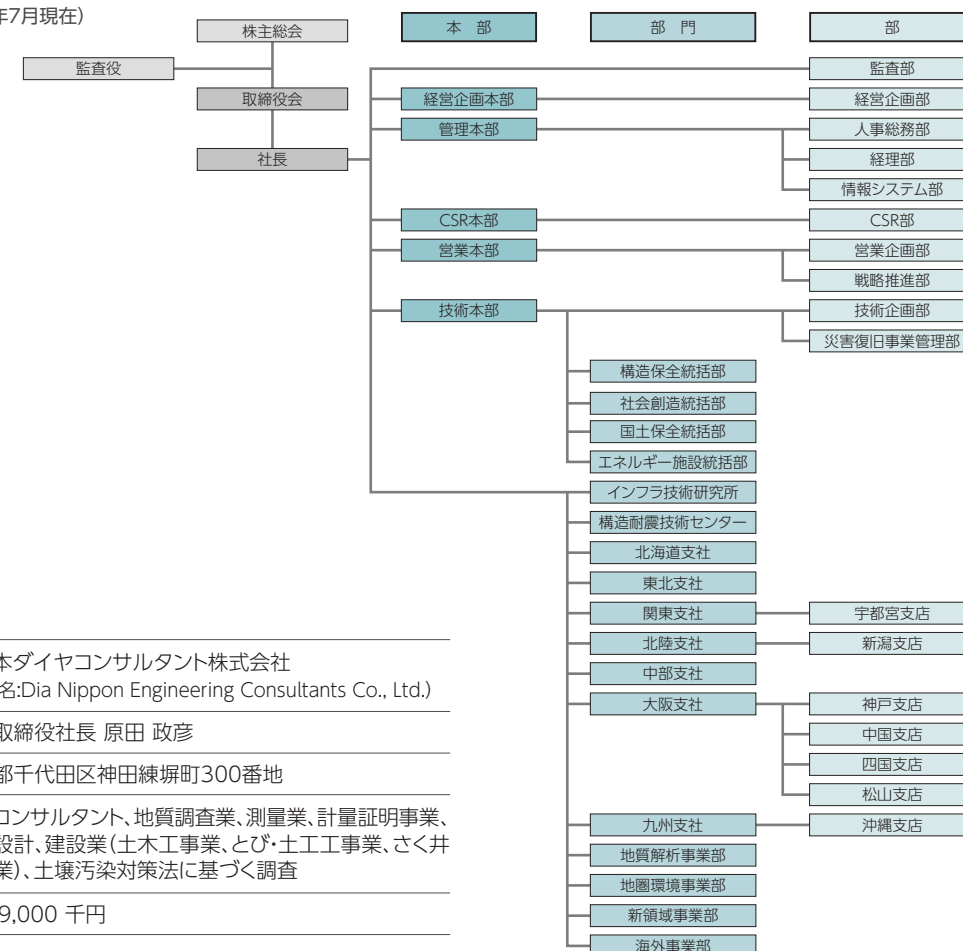 年7月現在)
株主総会
本 部
部 門
部
監査役
監査部
取締役会
経営企画本部
経営企画部
管理本部
人事総務部
社長
経理部
情報システム部
CSR本部
CSR部
営業本部
営業企画部
戦略推進部
技術本部
技術企画部
災害復旧事業管理部
構造保全統括部
社会創造統括部
国土保全統括部
エネルギー施設統括部
インフラ技術研究所
構造耐震技術センター
北海道支社
東北支社
関東支社
宇都宮支店
北陸支社
新潟支店
中部支社
大阪支社
神戸支店
中国支店
四国支店
松山支店
九州支社
沖縄支店
地質解析事業部
地圏環境事業部
新領域事業部
海外事業部
本ダイヤコンサルタント株式会社
名:Dia Nippon Engineering Consultants Co., Ltd.)
取締役社長 原田 政彦
都千代田区神田練塀町300番地
コンサルタント、地質調査業、測量業、計量証明事業、
設計、建設業(土木工事業、とび・土工工事業、さく井
業)、土壌汚染対策法に基づく調査
9,000 千円